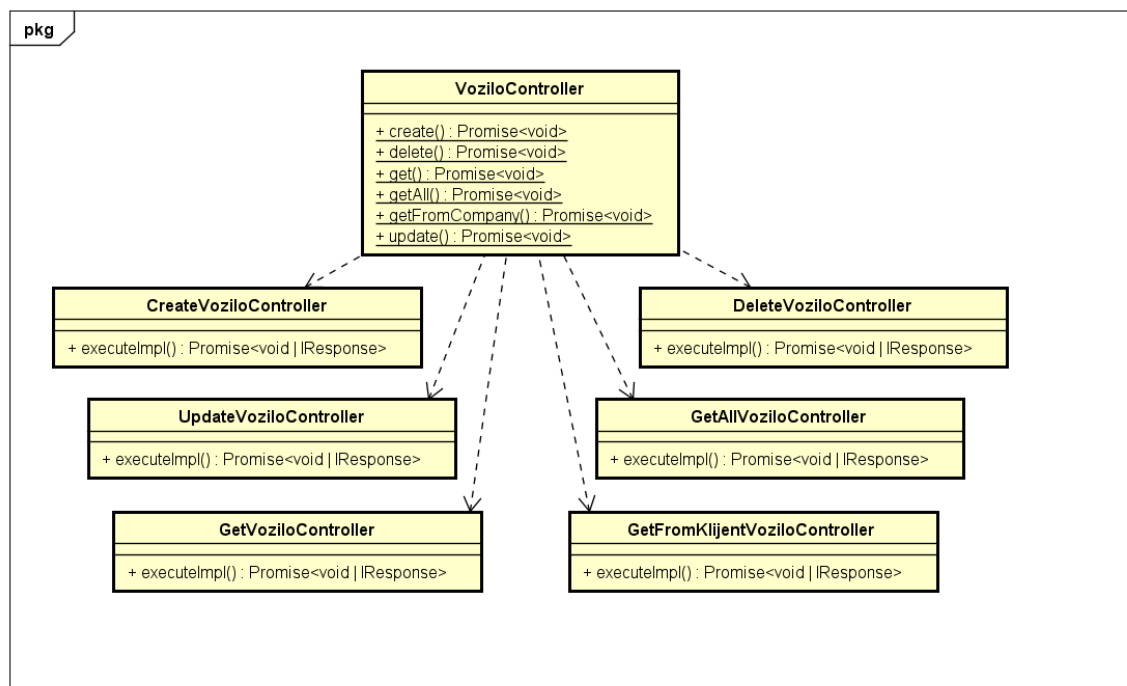 pkg
VoziloController
+ create() : Promise<void>
+ delete() : Promise<void>
+ get() : Promise<void>
+ getAll() : Promise<void>
+ getFromCompany() : Promise<void>
+ update() : Promise<void>
CreateVoziloController
+ executeImpl() : Promise<void | IResponse>
DeleteVoziloController
+ executeImpl() : Promise<void | IResponse>
UpdateVoziloController
+ executeImpl() : Promise<void | IResponse>
GetAllVoziloController
+ executeImpl() : Promise<void | IResponse>
GetVoziloController
+ executeImpl() : Promise<void | IResponse>
GetFromKlijentVoziloController
+ executeImpl() : Promise<void | IResponse>